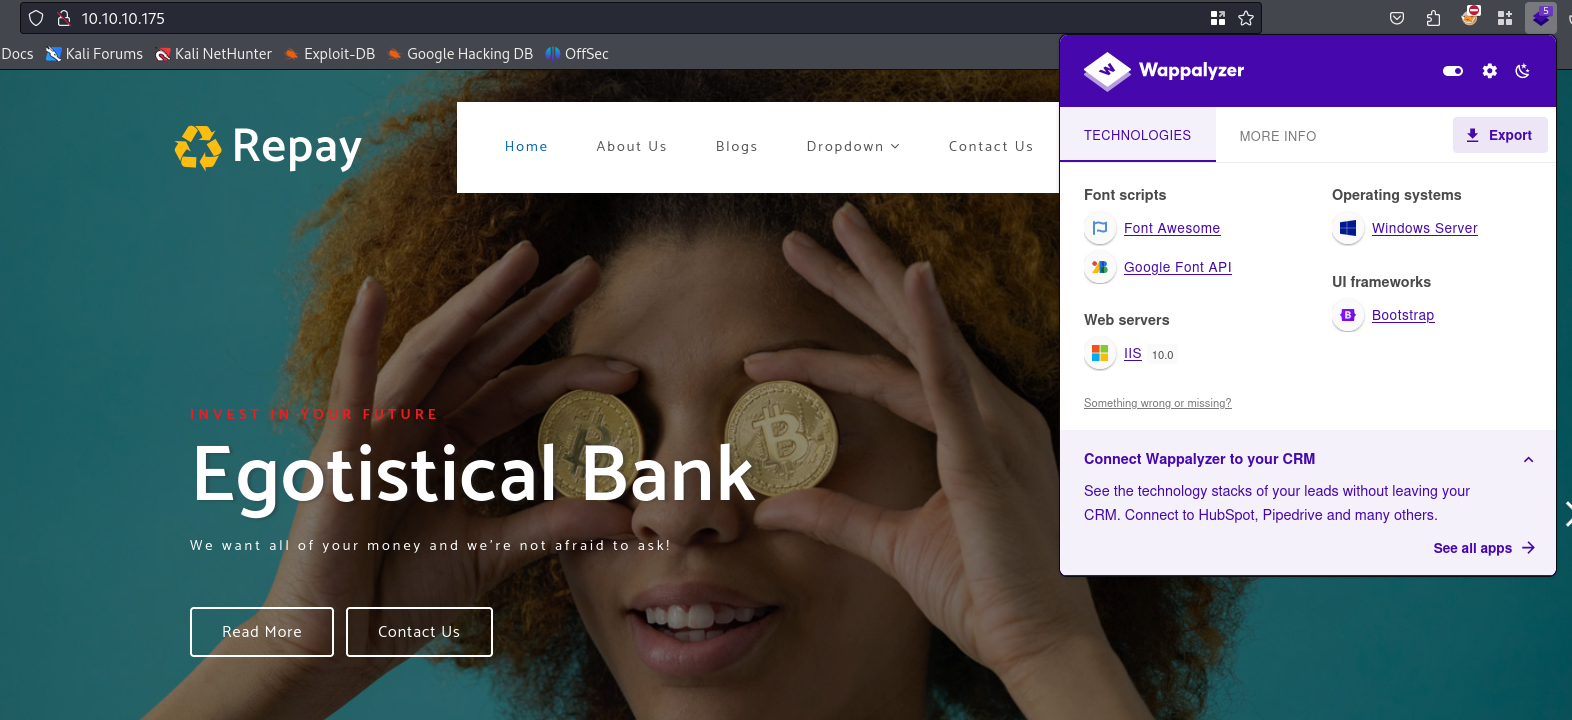 10.10.10.175
5
Docs Kali Forums Kali NetHunter Exploit-DB Google Hacking DB OffSec
Repay
Home About Us Blogs Dropdown Contact Us
INVEST IN YOUR FUTURE
Egotistical Bank
We want all of your money and we're not afraid to ask!
Read More Contact Us
Wappalyzer
TECHNOLOGIES MORE INFO Export
Font scripts
Font Awesome
Google Font API
Web servers
IIS 10.0
Operating systems
Windows Server
UI frameworks
Bootstrap
Something wrong or missing?
Connect Wappalyzer to your CRM
See the technology stacks of your leads without leaving your
CRM. Connect to HubSpot, Pipedrive and many others.
See all apps